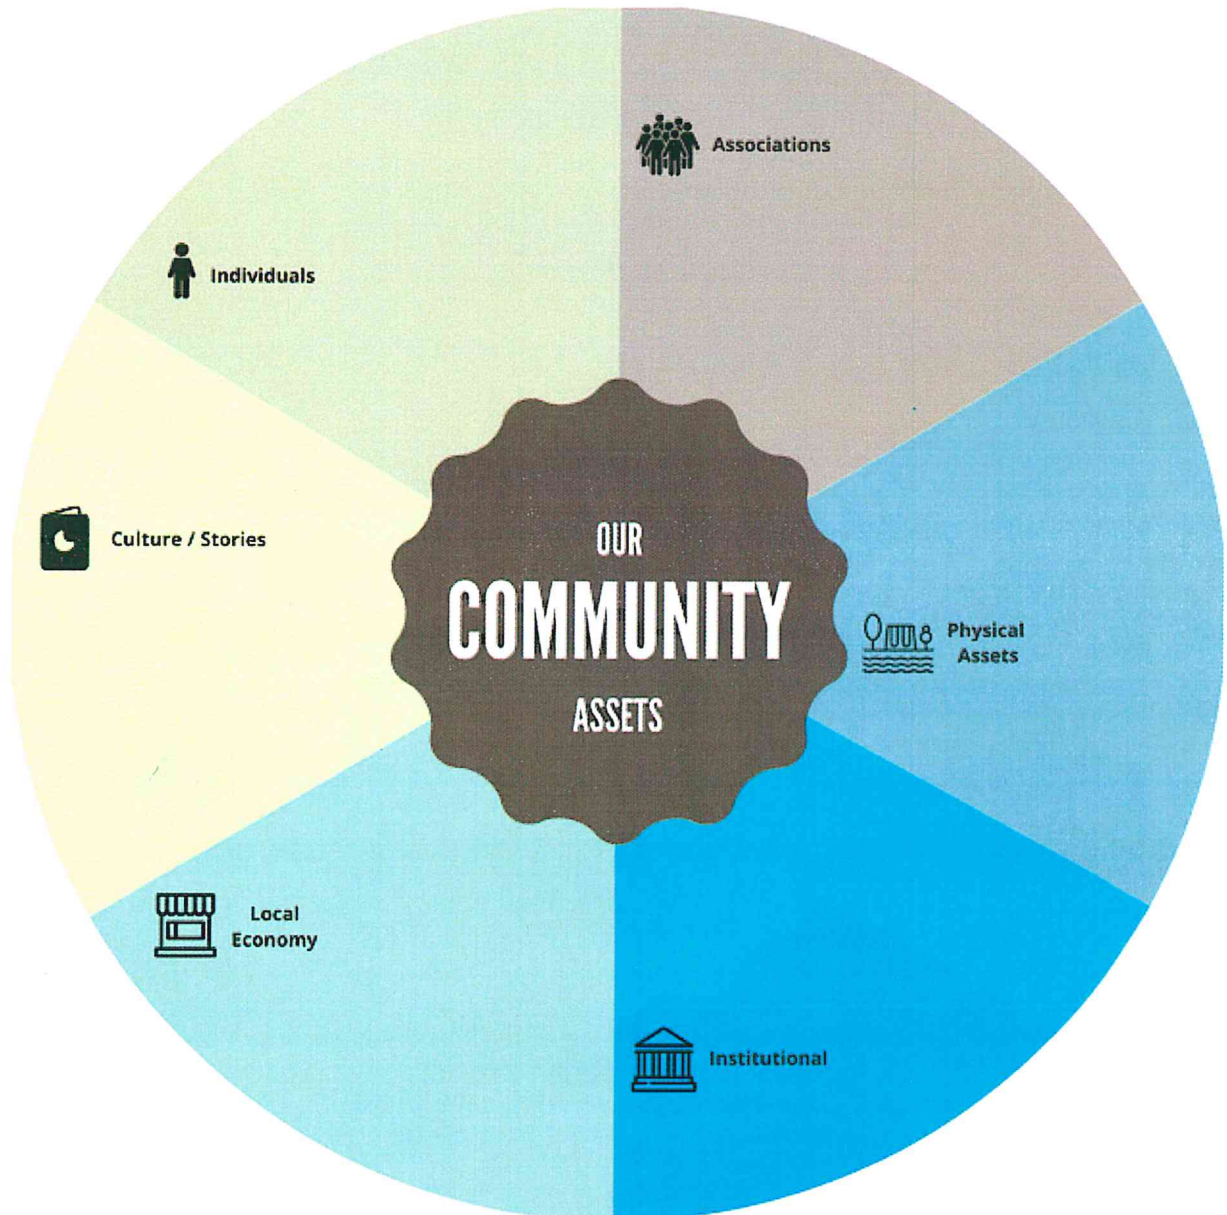 Associations
Individuals
Culture / Stories
OUR
COMMUNITY
ASSETS
Physical
Assets
Local
Economy
Institutional